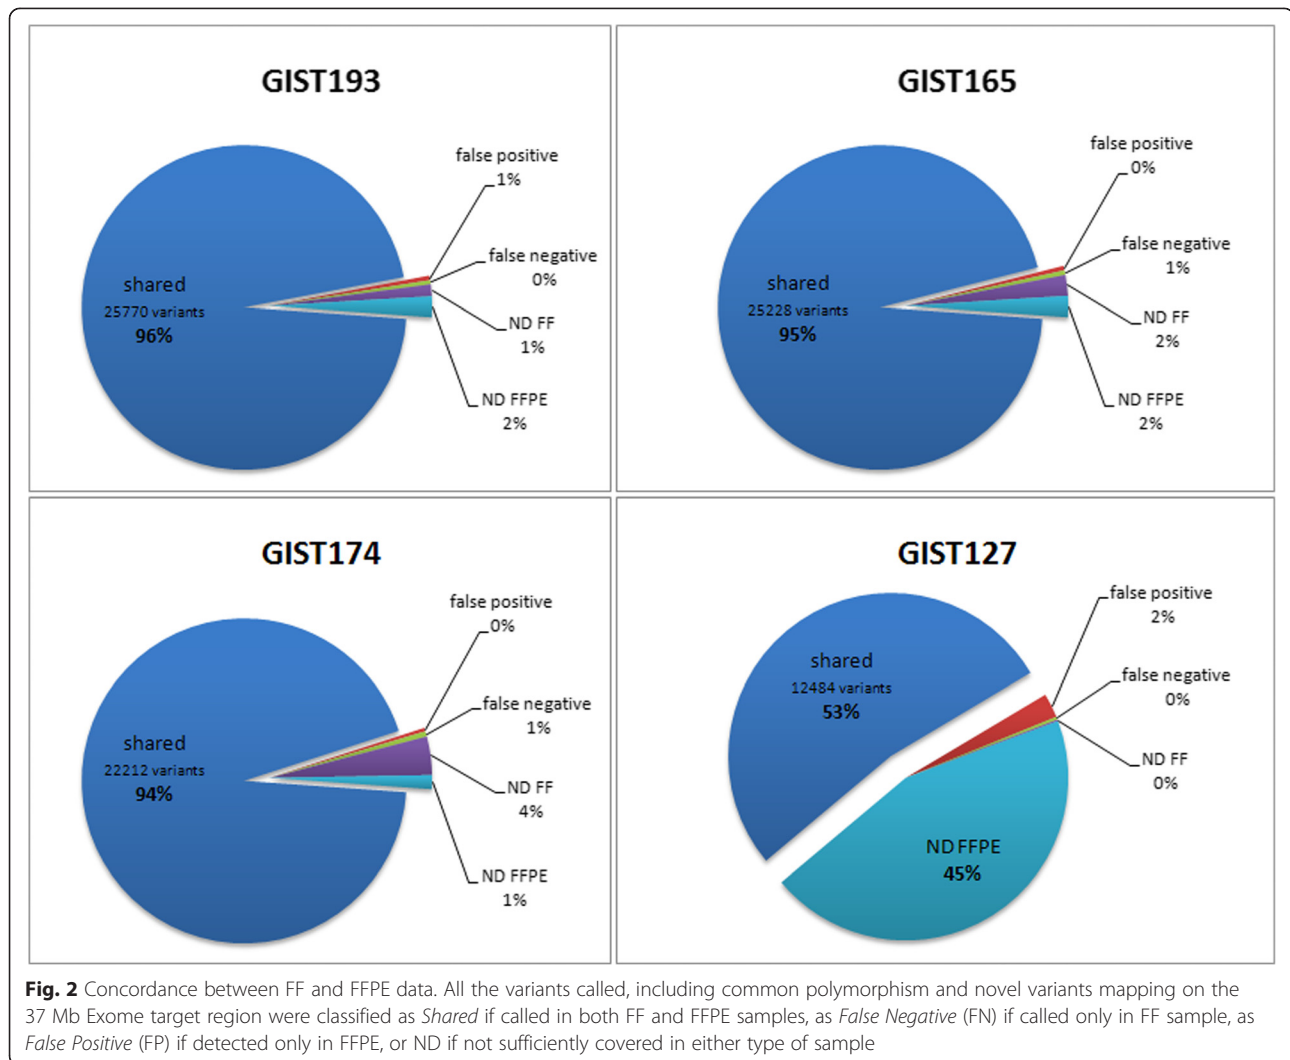 GIST193
false positive
1%
false negative
0%
ND FF
1%
ND FFPE
2%
shared
25770 variants
96%
GIST165
false positive
0%
false negative
1%
ND FF
2%
ND FFPE
2%
shared
25228 variants
95%
GIST174
false positive
0%
false negative
1%
ND FF
4%
ND FFPE
1%
shared
22212 variants
94%
GIST127
false positive
2%
false negative
0%
ND FF
0%
ND FFPE
45%
shared
12484 variants
53%
Fig. 2 Concordance between FF and FFPE data. All the variants called, including common polymorphism and novel variants mapping on the
37 Mb Exome target region were classified as Shared if called in both FF and FFPE samples, as False Negative (FN) if called only in FF sample, as
False Positive (FP) if detected only in FFPE, or ND if not sufficiently covered in either type of sample